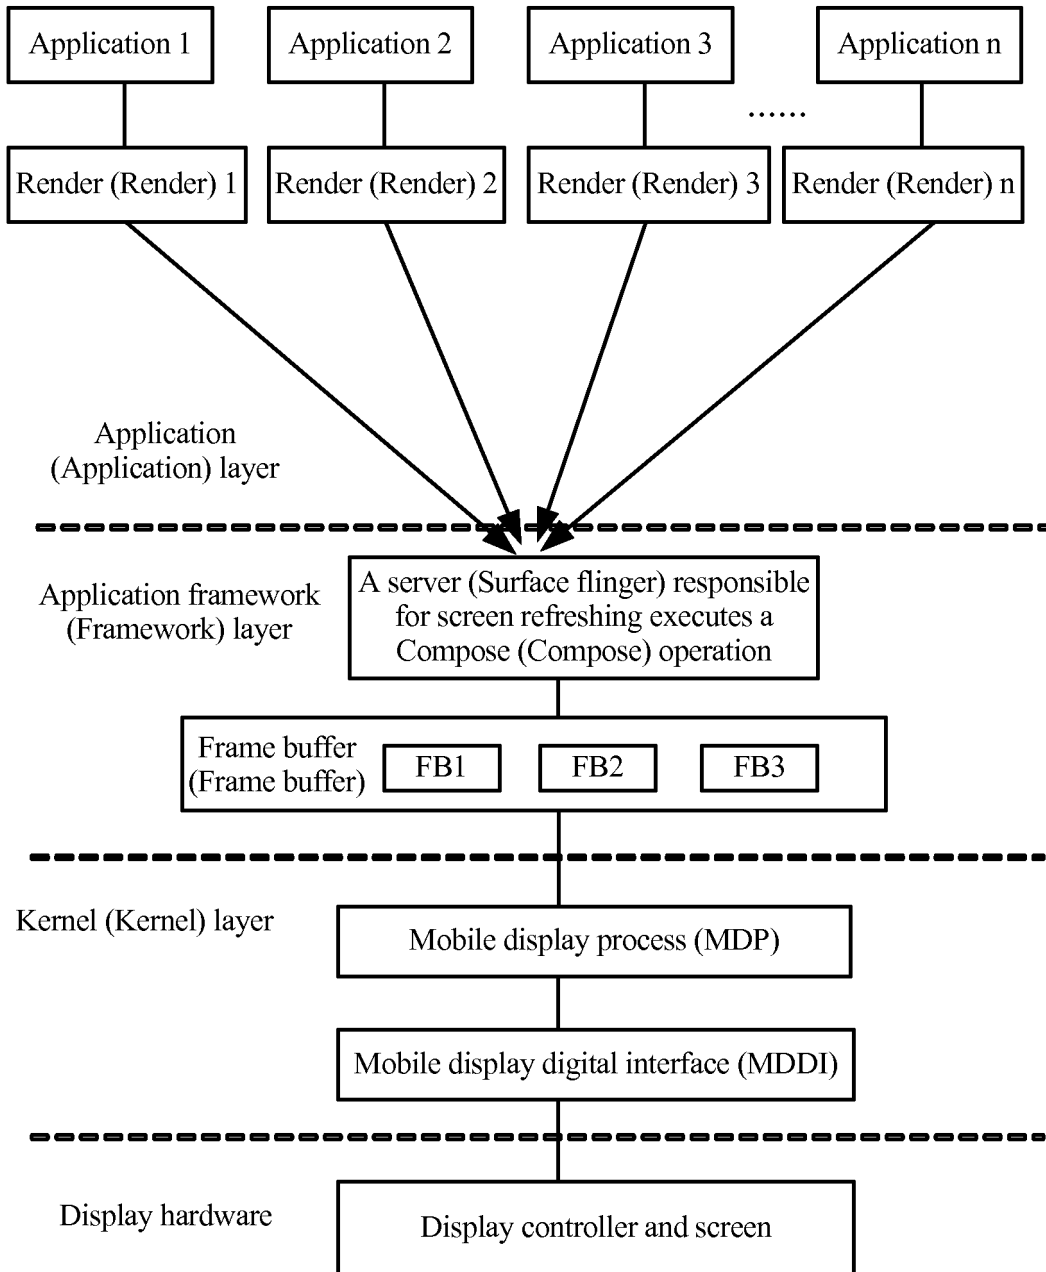 Application 1
Application 2
Application 3
Application n
......
Render (Render) 1
Render (Render) 2
Render (Render) 3
Render (Render) n
Application
(Application) layer
Application framework
(Framework) layer
A server (Surface flinger) responsible
for screen refreshing executes a
Compose (Compose) operation
Frame buffer
(Frame buffer)
FB1
FB2
FB3
Kernel (Kernel) layer
Mobile display process (MDP)
Mobile display digital interface (MDDI)
Display hardware
Display controller and screen